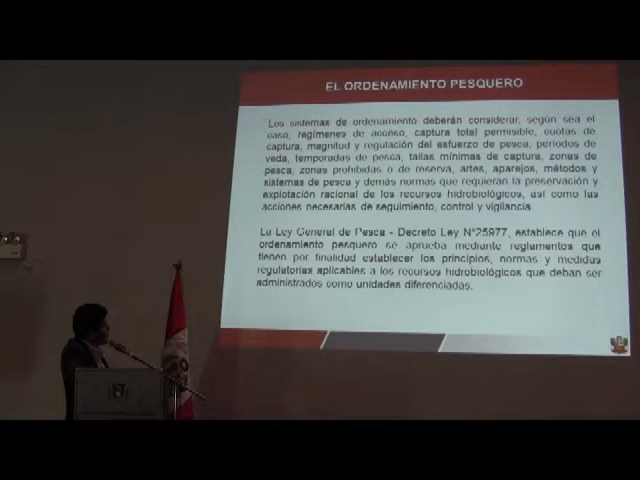 EL ORDENAMIENTO PESQUERO
Los sistemas de ordenamiento deberán considerar, según sea el
caso, regímenes de acceso, captura total permisible, cuotas de
captura, magnitud y regulación del esfuerzo de pesca, períodos de
veda, temporadas de pesca, tallas mínimas de captura, zonas de
pesca, zonas prohibidas o de reserva, artes, aparejos, métodos y
sistemas de pesca y demás normas que requieran la preservación y
explotación racional de los recursos hidrobiológicos, así como las
acciones necesarias de seguimiento, control y vigilancia.
La Ley General de Pesca - Decreto Ley N°25977, establece que el
ordenamiento pesquero se aprueba mediante reglamentos que
tienen por finalidad establecer los principios, normas y medidas
regulatorias aplicables a los recursos hidrobiológicos que deban ser
administrados como unidades diferenciadas.